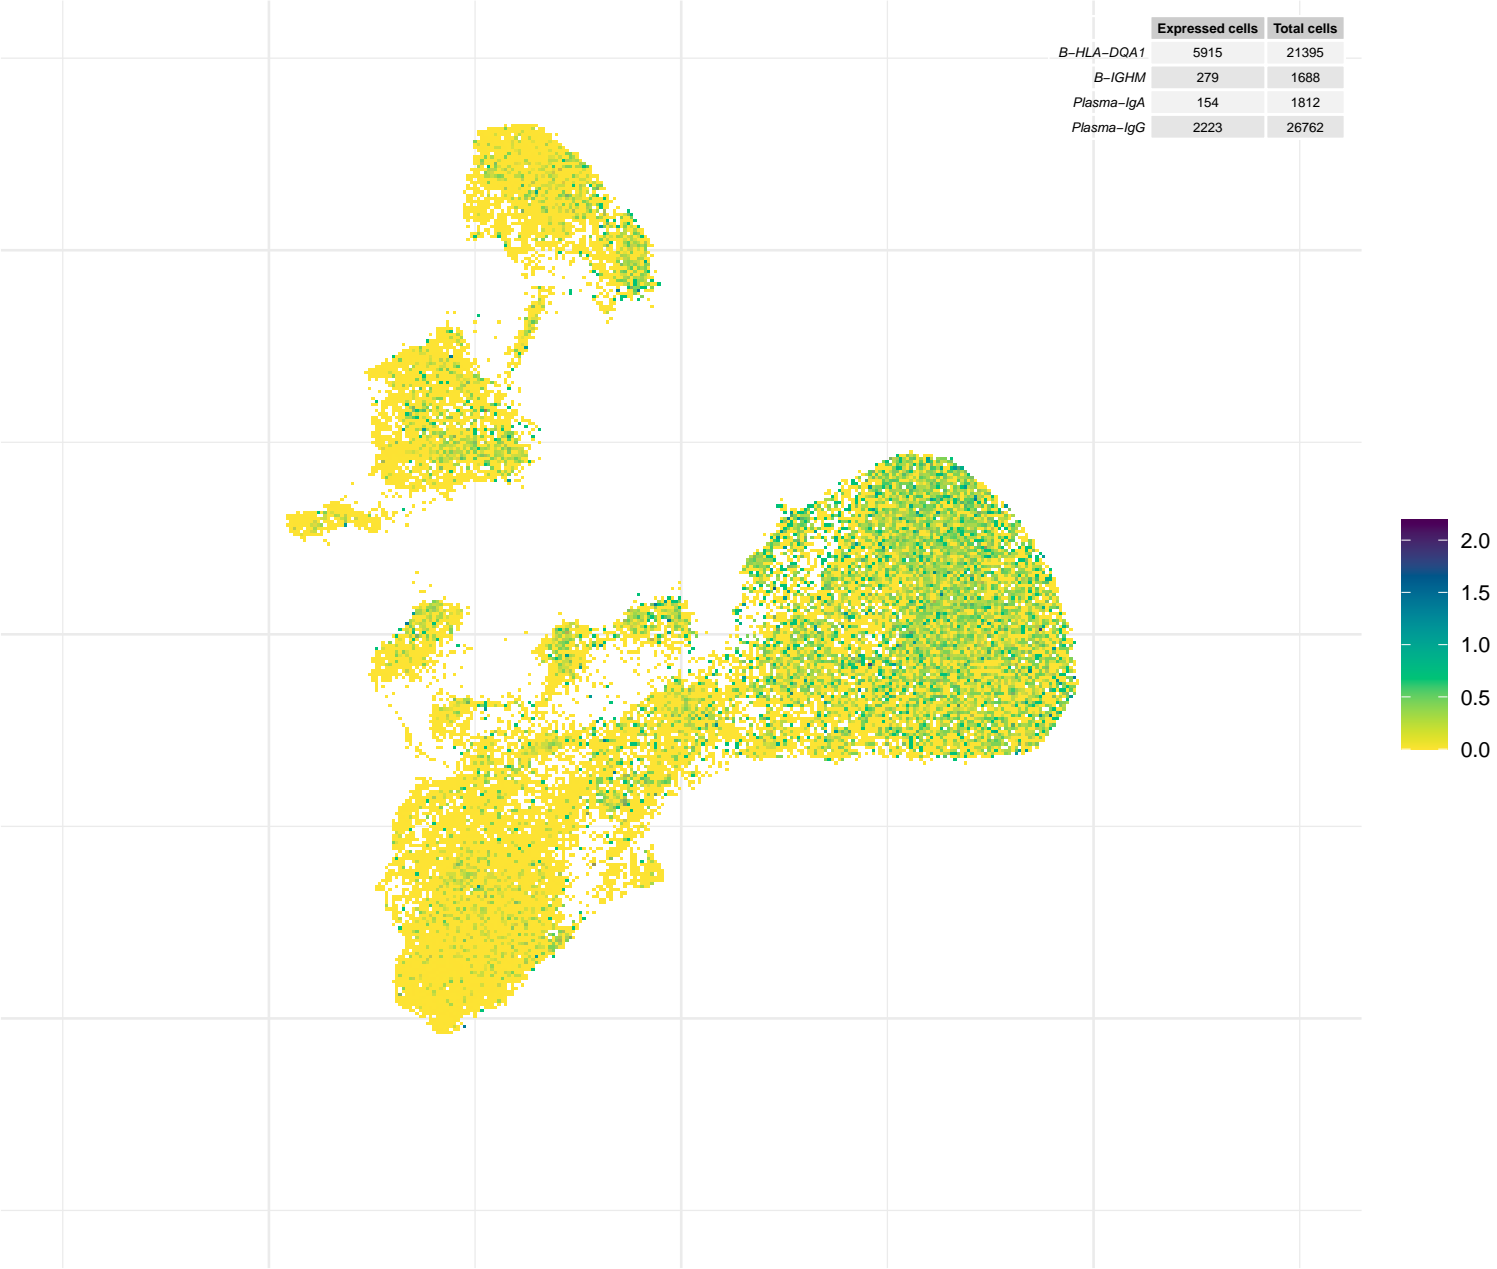 Expressed cells Total cells
B−HLA−DQA1 5915 21395
B−IGHM 279 1688
Plasma−IgA 154 1812
Plasma−IgG 2223 26762
2.0
1.5
1.0
0.5
0.0